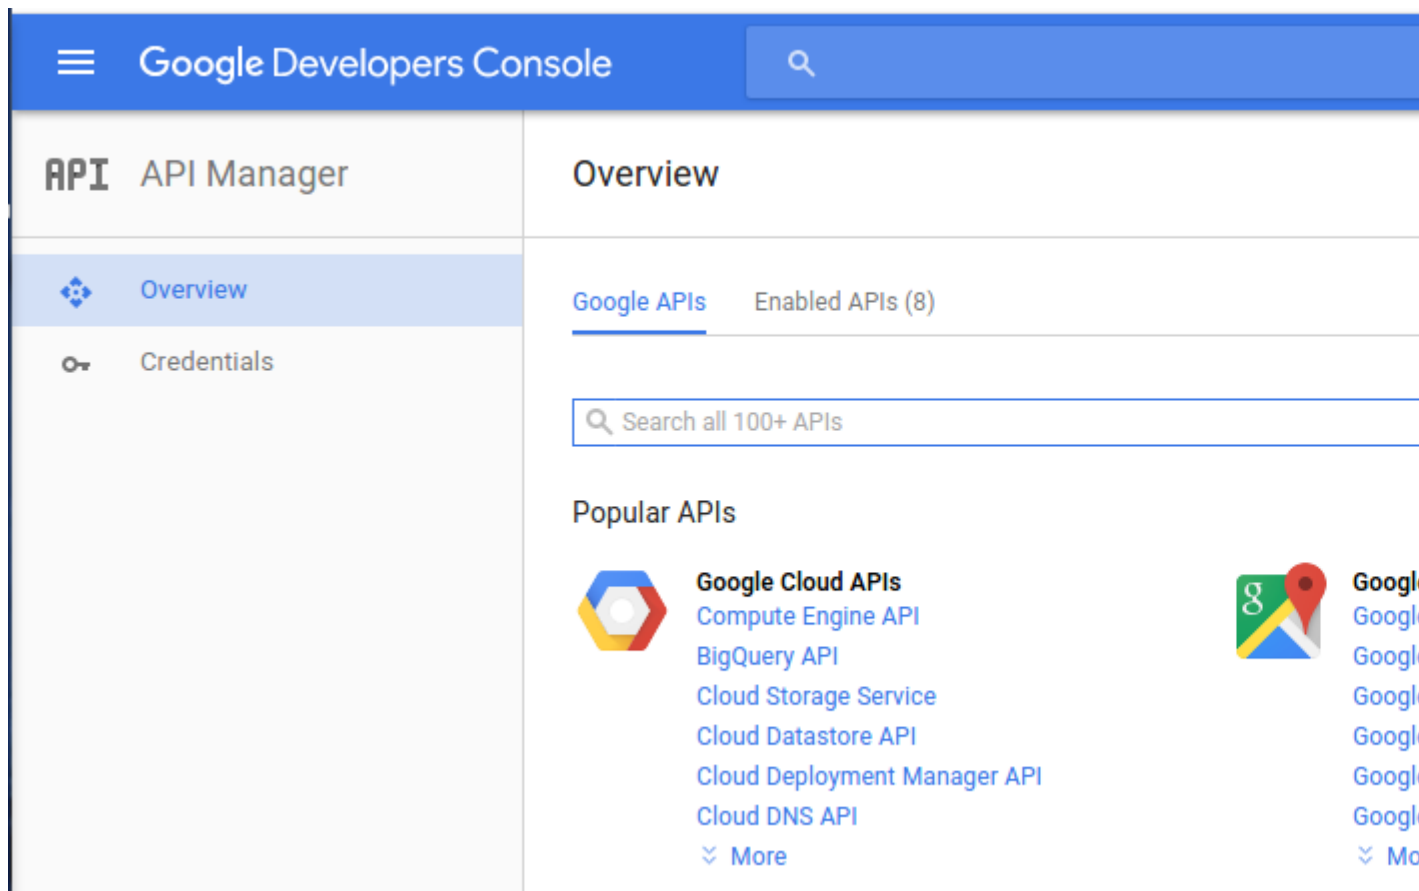 Google Developers Console
API API Manager
Overview
Overview
Credentials
Google APIs Enabled APIs (8)
Search all 100+ APIs
Popular APIs
Google Cloud APIs
Compute Engine API
BigQuery API
Cloud Storage Service
Cloud Datastore API
Cloud Deployment Manager API
Cloud DNS API
More
g